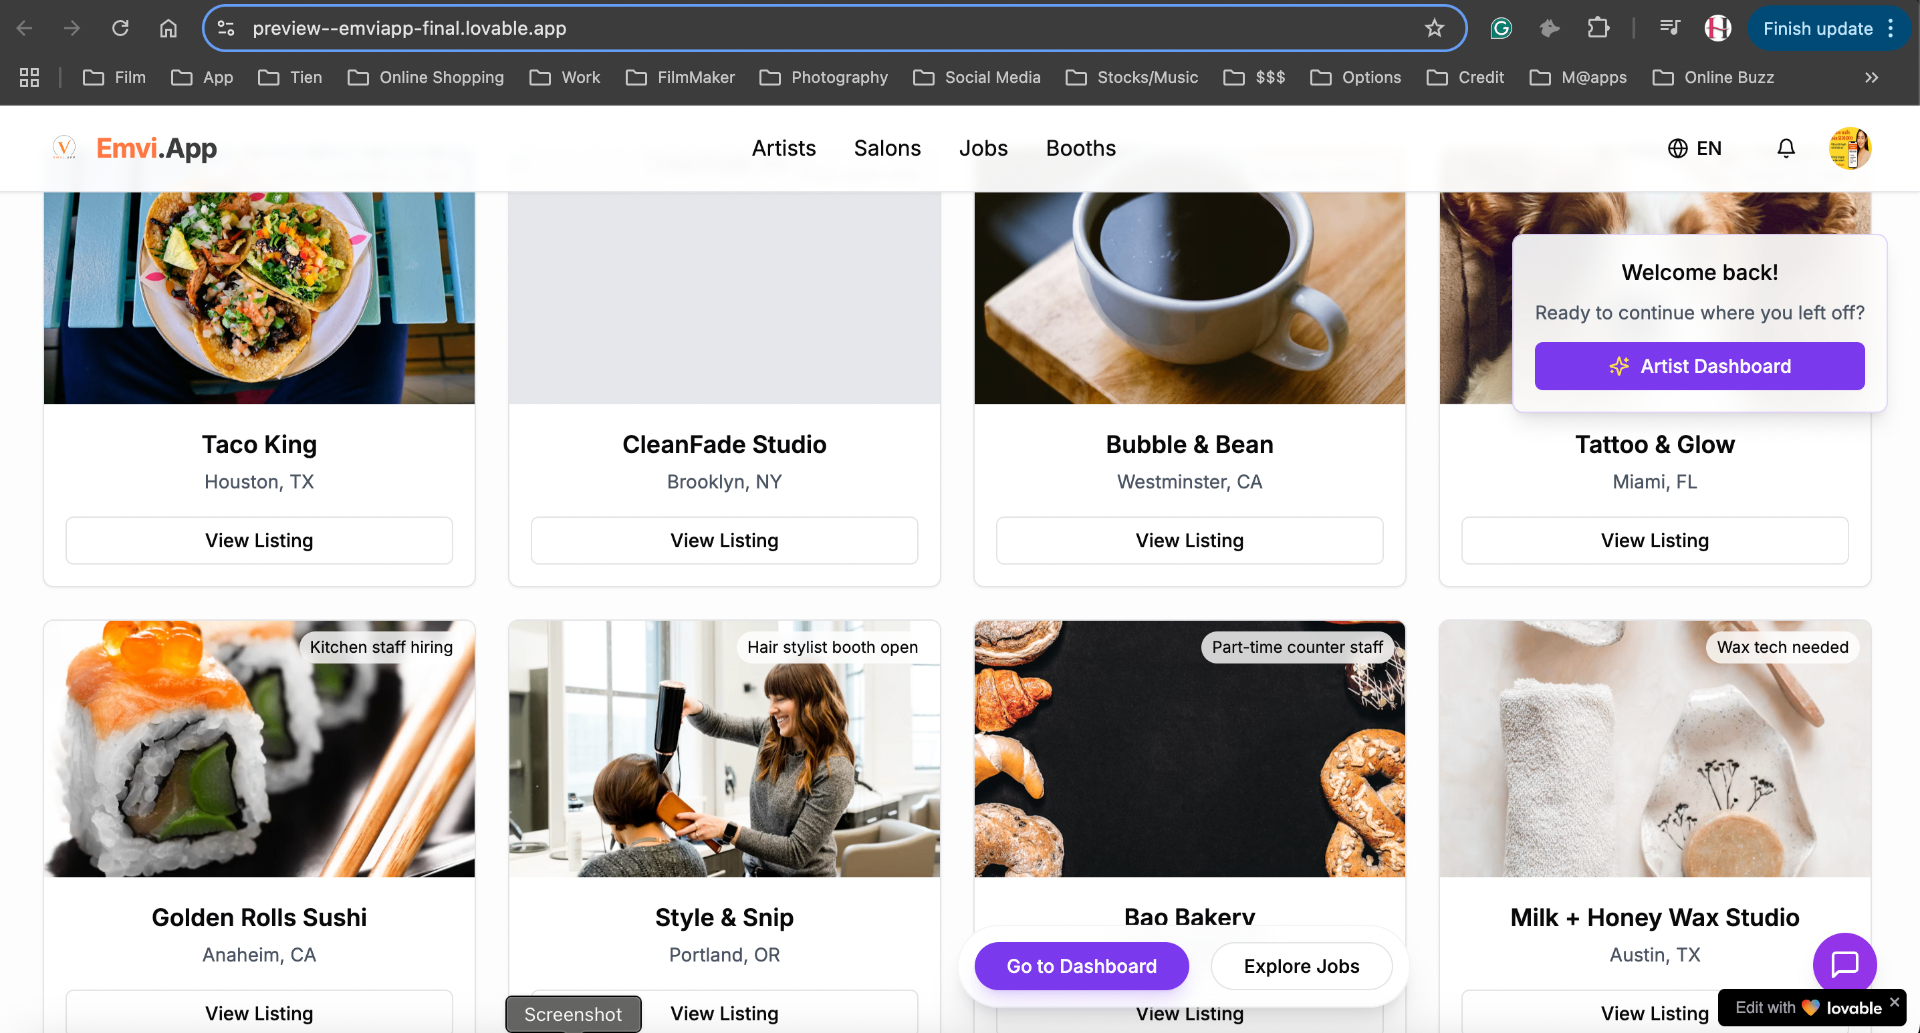 preview--emviapp-final.lovable.app
Finish update
Film
App
Tien
Online Shopping
Work
FilmMaker
Photography
Social Media
Stocks/Music
$$$
Options
Credit
M@apps
Online Buzz
Emvi.App
Artists
Salons
Jobs
Booths
EN
Welcome back!
Ready to continue where you left off?
Artist Dashboard
Taco King
Houston, TX
View Listing
CleanFade Studio
Brooklyn, NY
View Listing
Bubble & Bean
Westminster, CA
View Listing
Tattoo & Glow
Miami, FL
View Listing
Kitchen staff hiring
Golden Rolls Sushi
Anaheim, CA
View Listing
Hair stylist booth open
Style & Snip
Portland, OR
View Listing
Part-time counter staff
Bao Bakery
View Listing
Wax tech needed
Milk + Honey Wax Studio
Austin, TX
View Listing
Go to Dashboard
Explore Jobs
Screenshot
Edit with lovable